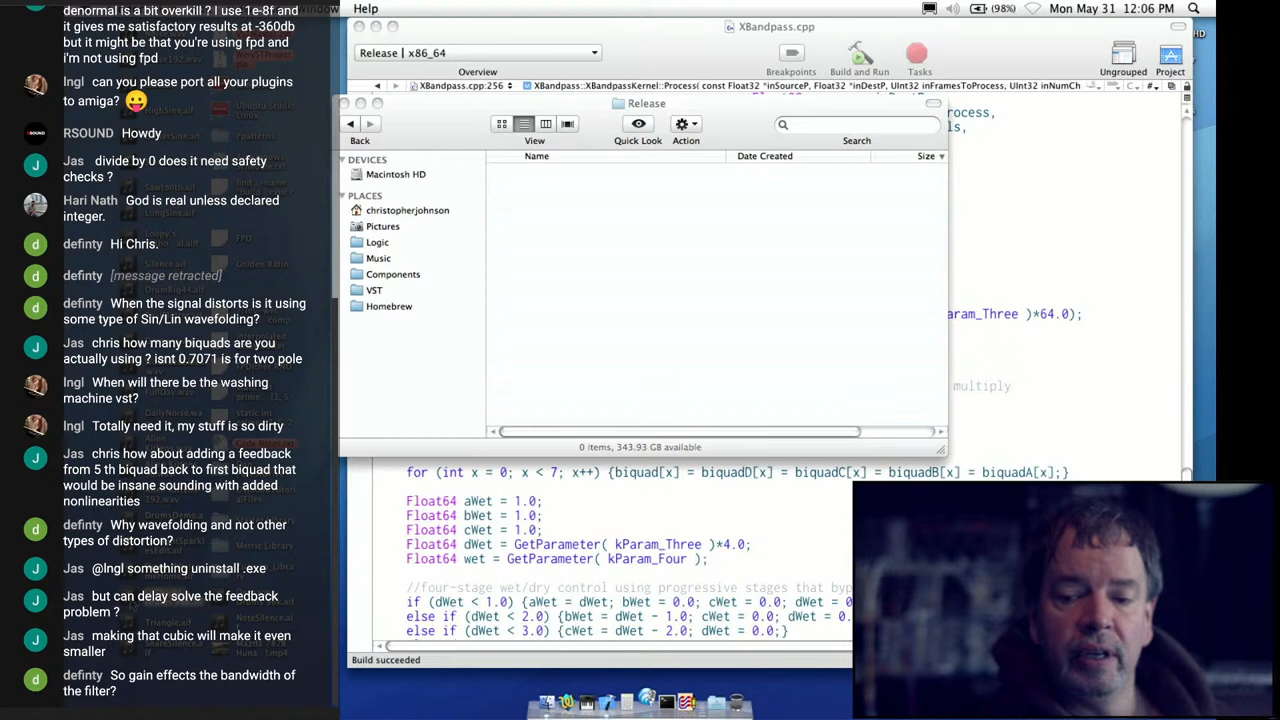 denormal is a bit overkill ? I use 1e-8f and
it gives me satisfactory results at -360db
but it might be that you're using fpd and
i'm not using fpd
lngl can you please port all your plugins
to amiga?
RSOUND Howdy
Jas divide by 0 does it need safety
checks ?
Hari Nath God is real unless declared
integer.
definty Hi Chris.
definty [message retracted]
definty When the signal distorts is it using
some type of Sin/Lin wavefolding?
Jas chris how many biquads are you
actually using ? isnt 0.7071 is for two pole
lngl When will there be the washing
machine vst?
lngl Totally need it, my stuff is so dirty
Jas chris how about adding a feedback
from 5 th biquad back to first biquad that
would be insane sounding with added
nonlinearities
definty Why wavefolding and not other
types of distortion?
Jas @lngl something uninstall .exe
Jas but can delay solve the feedback
problem ?
Jas making that cubic will make it even
smaller
definty So gain effects the bandwidth of
the filter?
Help
(98%) Mon May 31 12:06 PM
XBandpass.cpp
Release | x86_64
Overview
Breakpoints
Build and Run
Tasks
Ungrouped
Project
XBandpass.cpp:256
XBandpass::XBandpassKernel::Process( const Float32 *inSourceP, Float32 *inDestP, UInt32 inFramesToProcess, UInt32 inNumCh
Release
Back
View
Quick Look
Action
Search
Name
Date Created
Size
DEVICES
Macintosh HD
PLACES
christopherjohnson
Pictures
Logic
Music
Components
VST
Homebrew
0 items, 343.93 GB available
rocess,
ls,
aram_Three )*64.0);
multiply
for (int x = 0; x < 7; x++) {biquad[x] = biquadD[x] = biquadC[x] = biquadB[x] = biquadA[x];}
Float64 aWet = 1.0;
Float64 bWet = 1.0;
Float64 cWet = 1.0;
Float64 dWet = GetParameter( kParam_Three )*4.0;
Float64 wet = GetParameter( kParam_Four );
//four-stage wet/dry control using progressive stages that byp
if (dWet < 1.0) {aWet = dWet; bWet = 0.0; cWet = 0.0; dWet = 0.
else if (dWet < 2.0) {bWet = dWet - 1.0; cWet = 0.0; dWet = 0.
else if (dWet < 3.0) {cWet = dWet - 2.0; dWet = 0.0;}
Build succeeded